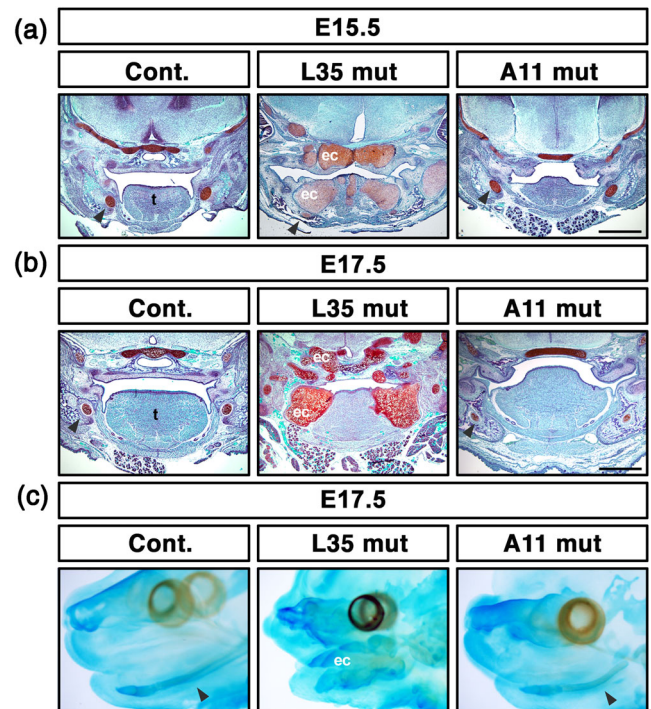 (a)
E15.5
Cont. L35 mut A11 mut
t
ec
ec
(b)
E17.5
Cont. L35 mut A11 mut
t
ec
ec
(c)
E17.5
Cont. L35 mut A11 mut
ec